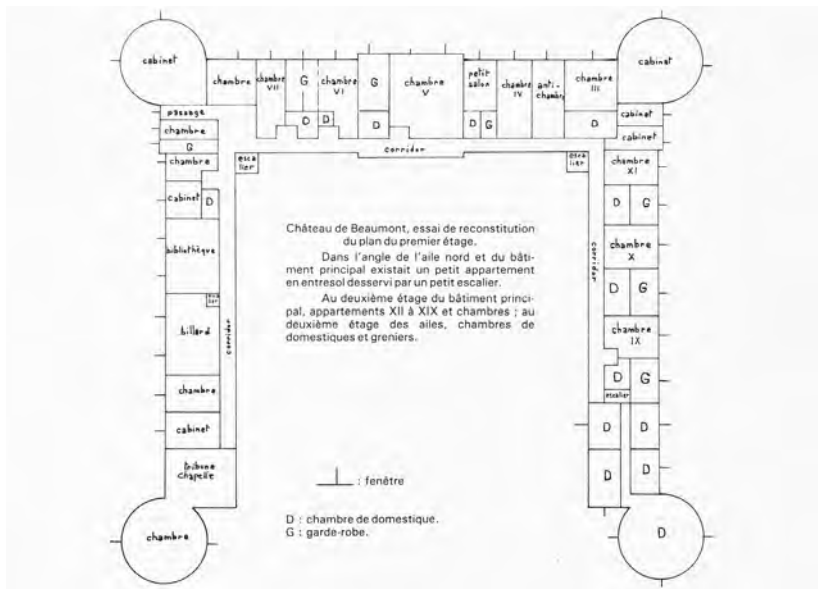 cabinet
chambre
chambre VII
G
chambre VI
G
chambre V
petit salon
chambre IV
anti-chambre
chambre III
cabinet
D
D
D
D
G
D
passage
chambre
G
chambre
cabinet
D
bibliothèque
escalier
billard
chambre
cabinet
tribune chapelle
chambre
corridor
escalier
corridor
escalier
corridor
cabinet
cabinet
chambre XI
D
G
chambre X
D
G
chambre IX
D
G
escalier
D
D
D
D
D
Château de Beaumont, essai de reconstitution
du plan du premier étage.
Dans l'angle de l'aile nord et du bâti-
ment principal existait un petit appartement
en entresol desservi par un petit escalier.
Au deuxième étage du bâtiment princi-
pal, appartements XII à XIX et chambres ; au
deuxième étage des ailes, chambres de
domestiques et greniers.
: fenêtre
D : chambre de domestique.
G : garde-robe.